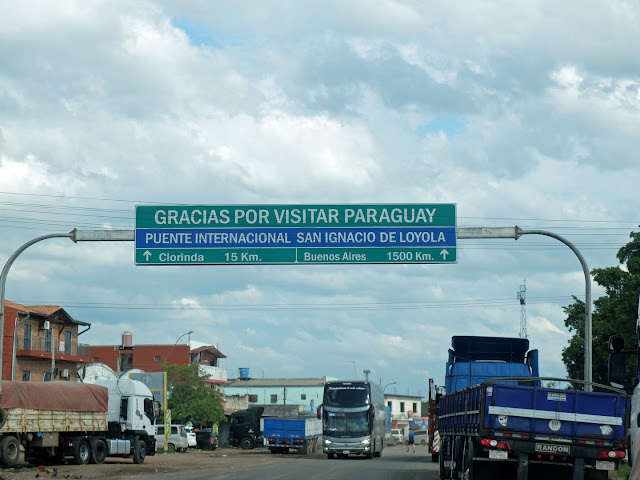 GRACIAS POR VISITAR PARAGUAY
PUENTE INTERNACIONAL SAN IGNACIO DE LOYOLA
↑ Clorinda 15 Km. Buenos Aires 1500 Km. ↑
RANDON